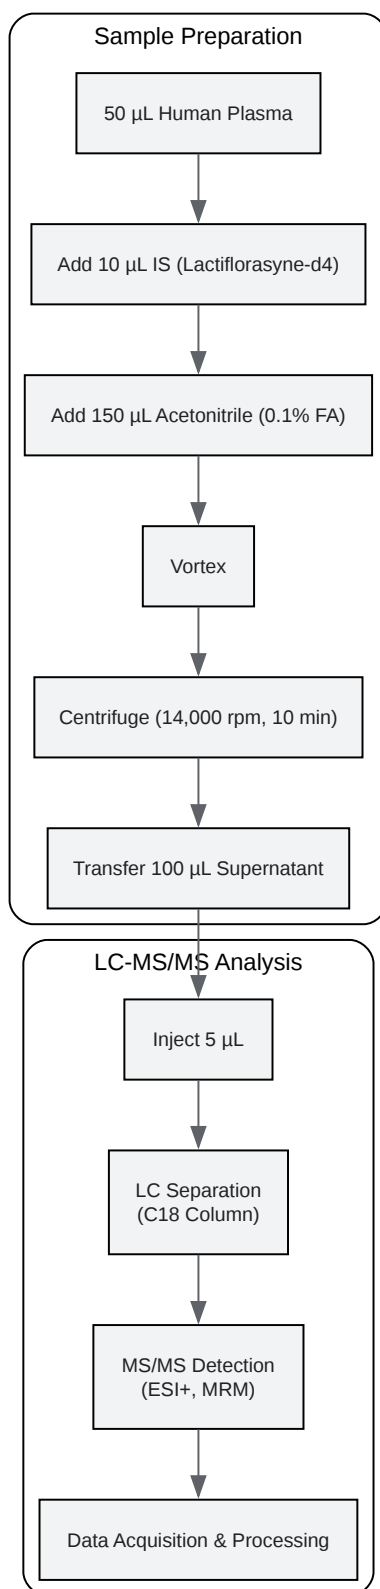 Sample Preparation
50 µL Human Plasma
Add 10 µL IS (Lactiflorasyne-d4)
Add 150 µL Acetonitrile (0.1% FA)
Vortex
Centrifuge (14,000 rpm, 10 min)
Transfer 100 µL Supernatant
LC-MS/MS Analysis
Inject 5 µL
LC Separation
(C18 Column)
MS/MS Detection
(ESI+, MRM)
Data Acquisition & Processing